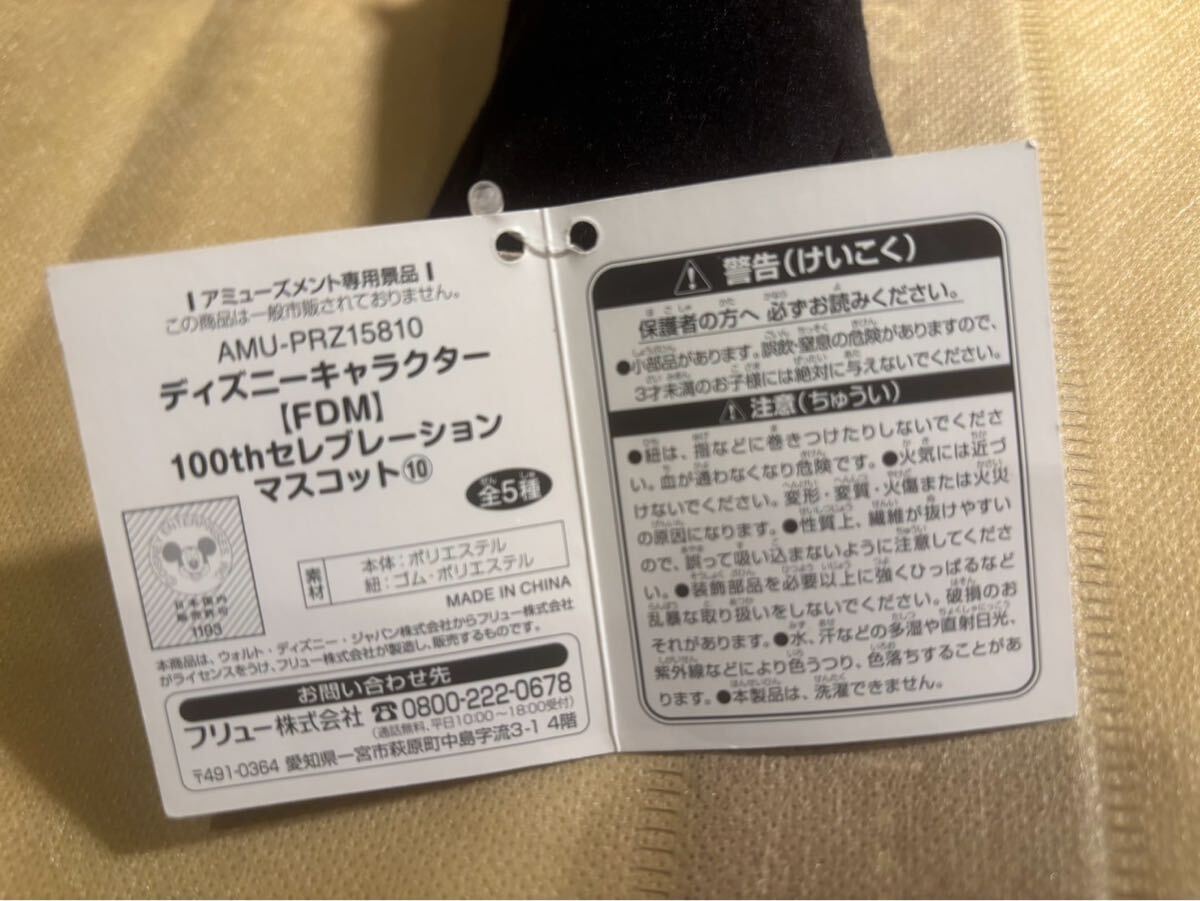 アミューズメント専用景品
この商品は一般市販されておりません。
AMU-PRZ15810
ディズニーキャラクター
【FDM】
100thセレブレーション
マスコット⑩
全5種
素材
本体：ポリエステル
紐：ゴム・ポリエステル
MADE IN CHINA
日本国内
1193
本商品は、ウォルト・ディズニー・ジャパン株式会社からフリュー株式会社
がライセンスをうけ、フリュー株式会社が製造し、販売するものです。
お問い合わせ先
フリュー株式会社 ☎0800-222-0678
(通話無料、平日10:00〜18:00受付)
〒491-0364 愛知県一宮市萩原町中島字流3-1 4階
⚠ 警告（けいこく）
保護者の方へ 必ずお読みください。
●小部品があります。誤飲・窒息の危険がありますので、
3才未満のお子様には絶対に与えないでください。
⚠ 注意（ちゅうい）
●紐は、指などに巻きつけたりしないでくださ
い。血が通わなくなり危険です。●火気には近づ
けないでください。変形・変質・火傷または火災
の原因になります。●性質上、繊維が抜けやすい
ので、誤って吸い込まないように注意してくださ
い。●装飾部品を必要以上に強くひっぱるなど
乱暴な取り扱いをしないでください。破損のお
それがあります。●水、汗などの多湿や直射日光、
紫外線などにより色うつり、色落ちすることがあ
ります。●本製品は、洗濯できません。